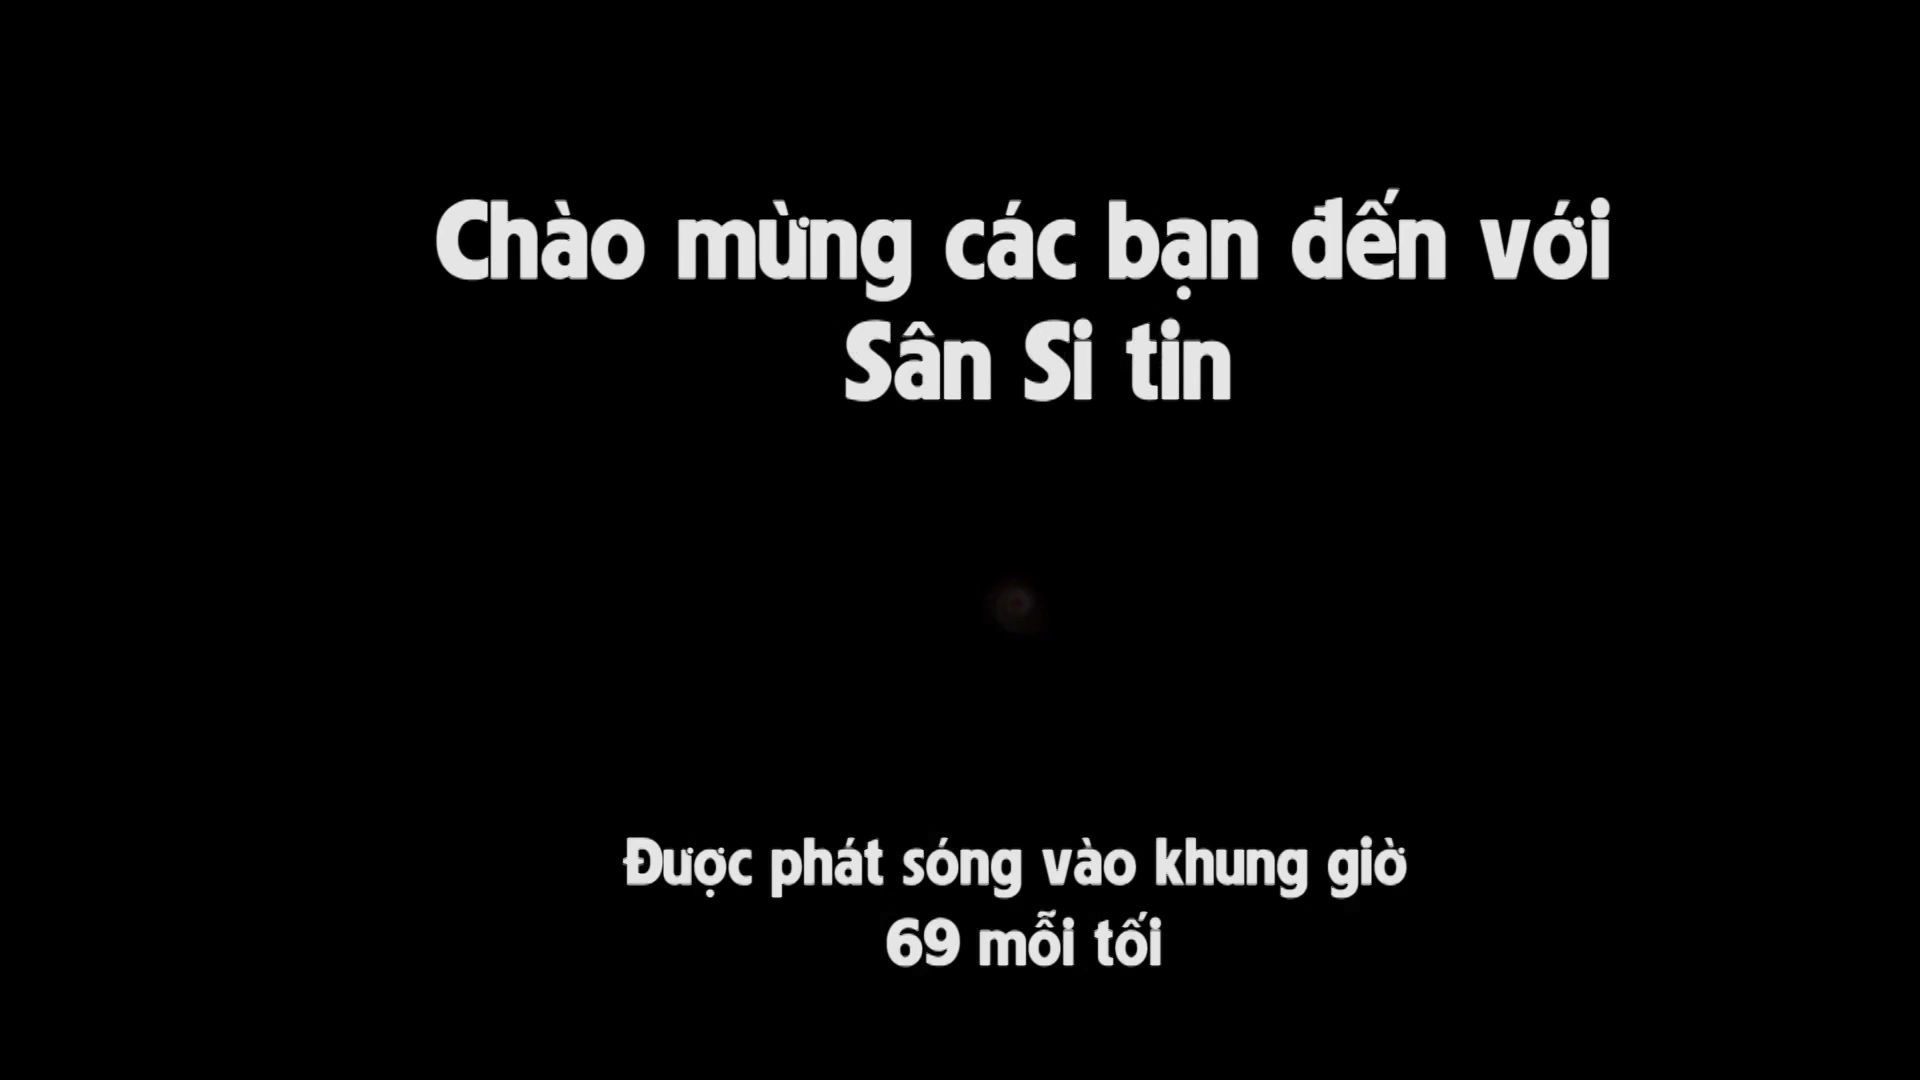 Chào mừng các bạn đến với
Sân Si tin
Được phát sóng vào khung giờ
69 mỗi tối